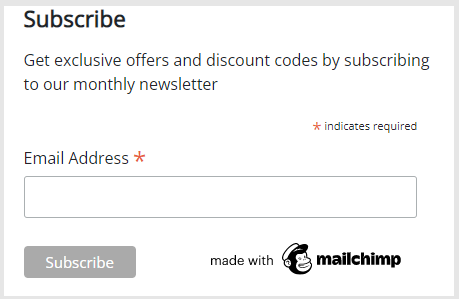 Subscribe
Get exclusive offers and discount codes by subscribing
to our monthly newsletter
* indicates required
Email Address *
Subscribe
made with mailchimp